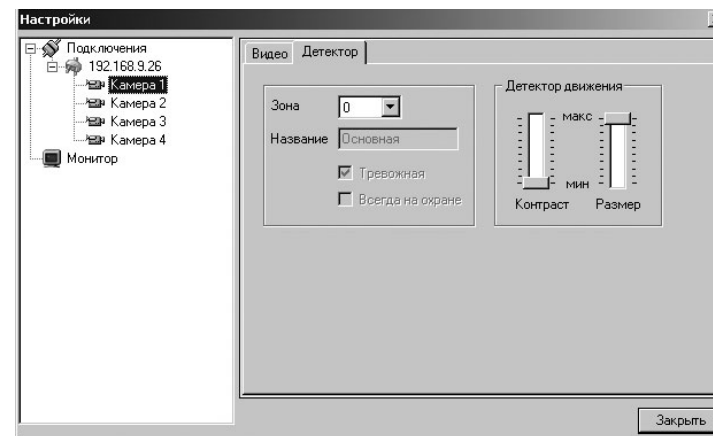 Настройки
Подключения
192.168.9.26
Камера 1
Камера 2
Камера 3
Камера 4
Монитор
Видео
Детектор
Зона
0
Название
Основная
Тревожная
Всегда на охране
Детектор движения
макс
мин
Контраст
Размер
Закрыть